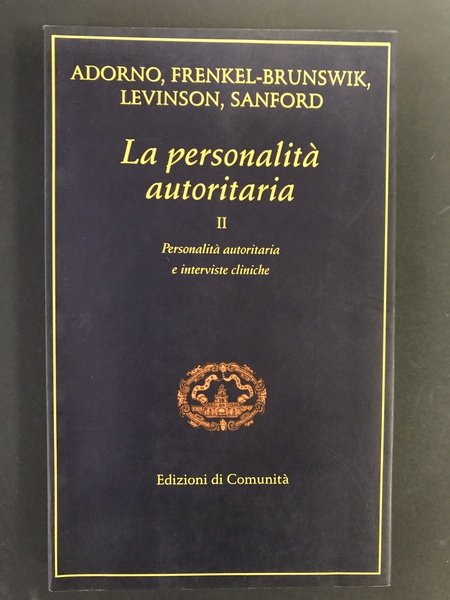 ADORNO, FRENKEL-BRUNSWIK,
LEVINSON, SANFORD
La personalità
autoritaria
II
Personalità autoritaria
e interviste cliniche
Edizioni di Comunità